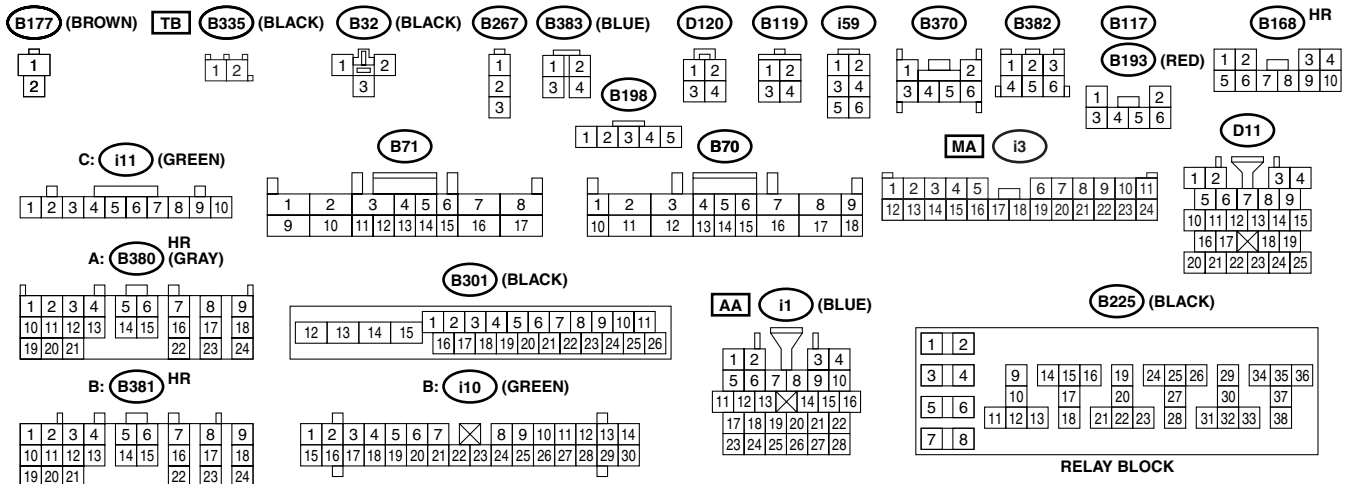 B177 (BROWN) TB B335 (BLACK) B32 (BLACK) B267 B383 (BLUE) D120 B119 i59 B370 B382 B117 B168 HR
B193 (RED)
1
2
1 2
1 2
3
1
2
3
1 2
3 4
1 2
3 4
1 2
3 4
1 2
3 4
5 6
1 2
3 4 5 6
1 2 3
4 5 6
1 2
3 4 5 6
1 2 3 4
5 6 7 8 9 10
B198
1 2 3 4 5
C: i11 (GREEN)
1 2 3 4 5 6 7 8 9 10
B71
1 2 3 4 5 6 7 8
9 10 11 12 13 14 15 16 17
B70
1 2 3 4 5 6 7 8 9
10 11 12 13 14 15 16 17 18
MA i3
1 2 3 4 5 6 7 8 9 10 11
12 13 14 15 16 17 18 19 20 21 22 23 24
D11
1 2 3 4
5 6 7 8 9
10 11 12 13 14 15
16 17 18 19
20 21 22 23 24 25
A: B380 HR (GRAY)
1 2 3 4 5 6 7 8 9
10 11 12 13 14 15 16 17 18
19 20 21 22 23 24
B301 (BLACK)
12 13 14 15 1 2 3 4 5 6 7 8 9 10 11
16 17 18 19 20 21 22 23 24 25 26
AA i1 (BLUE)
1 2 3 4
5 6 7 8 9 10
11 12 13 14 15 16
17 18 19 20 21 22
23 24 25 26 27 28
B225 (BLACK)
1 2
3 4 9 14 15 16 19 24 25 26 29 34 35 36
10 17 20 27 30 37
5 6 11 12 13 18 21 22 23 28 31 32 33 38
7 8
RELAY BLOCK
B: B381 HR
1 2 3 4 5 6 7 8 9
10 11 12 13 14 15 16 17 18
19 20 21 22 23 24
B: i10 (GREEN)
1 2 3 4 5 6 7 8 9 10 11 12 13 14
15 16 17 18 19 20 21 22 23 24 25 26 27 28 29 30